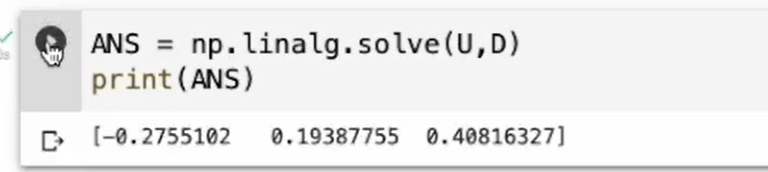 ANS = np.linalg.solve(U,D)
print(ANS)
[-0.2755102 0.19387755 0.40816327]